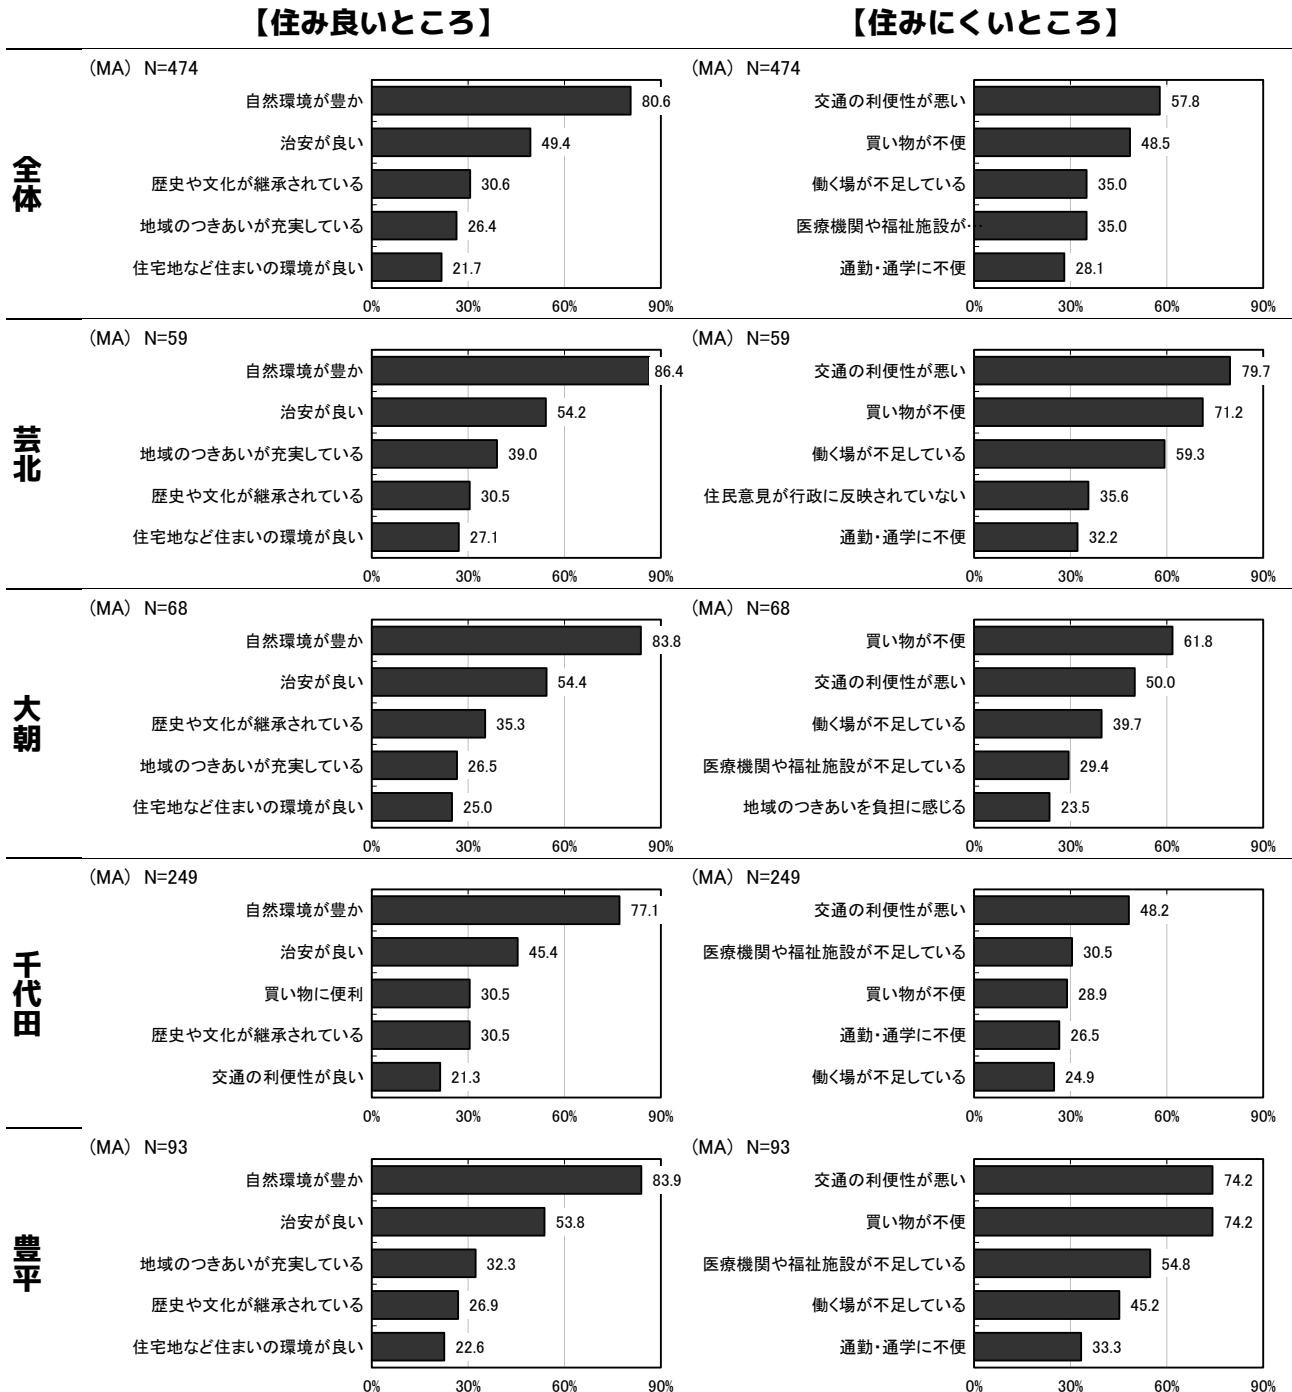 【住み良いところ】
【住みにくいところ】
全体
(MA) N=474
自然環境が豊か 80.6
治安が良い 49.4
歴史や文化が継承されている 30.6
地域のつきあいが充実している 26.4
住宅地など住まいの環境が良い 21.7
0% 30% 60% 90%
(MA) N=474
交通の利便性が悪い 57.8
買い物が不便 48.5
働く場が不足している 35.0
医療機関や福祉施設が… 35.0
通勤・通学に不便 28.1
0% 30% 60% 90%
芸北
(MA) N=59
自然環境が豊か 86.4
治安が良い 54.2
地域のつきあいが充実している 39.0
歴史や文化が継承されている 30.5
住宅地など住まいの環境が良い 27.1
0% 30% 60% 90%
(MA) N=59
交通の利便性が悪い 79.7
買い物が不便 71.2
働く場が不足している 59.3
住民意見が行政に反映されていない 35.6
通勤・通学に不便 32.2
0% 30% 60% 90%
大朝
(MA) N=68
自然環境が豊か 83.8
治安が良い 54.4
歴史や文化が継承されている 35.3
地域のつきあいが充実している 26.5
住宅地など住まいの環境が良い 25.0
0% 30% 60% 90%
(MA) N=68
買い物が不便 61.8
交通の利便性が悪い 50.0
働く場が不足している 39.7
医療機関や福祉施設が不足している 29.4
地域のつきあいを負担に感じる 23.5
0% 30% 60% 90%
千代田
(MA) N=249
自然環境が豊か 77.1
治安が良い 45.4
買い物に便利 30.5
歴史や文化が継承されている 30.5
交通の利便性が良い 21.3
0% 30% 60% 90%
(MA) N=249
交通の利便性が悪い 48.2
医療機関や福祉施設が不足している 30.5
買い物が不便 28.9
通勤・通学に不便 26.5
働く場が不足している 24.9
0% 30% 60% 90%
豊平
(MA) N=93
自然環境が豊か 83.9
治安が良い 53.8
地域のつきあいが充実している 32.3
歴史や文化が継承されている 26.9
住宅地など住まいの環境が良い 22.6
0% 30% 60% 90%
(MA) N=93
交通の利便性が悪い 74.2
買い物が不便 74.2
医療機関や福祉施設が不足している 54.8
働く場が不足している 45.2
通勤・通学に不便 33.3
0% 30% 60% 90%